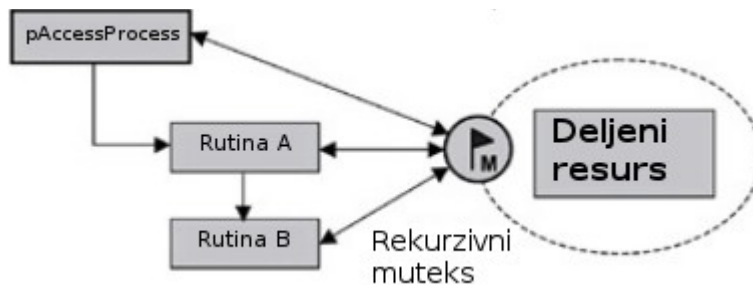 pAccessProcess
Rutina A
Rutina B
M
Deljeni
resurs
Rekurzivni
muteks